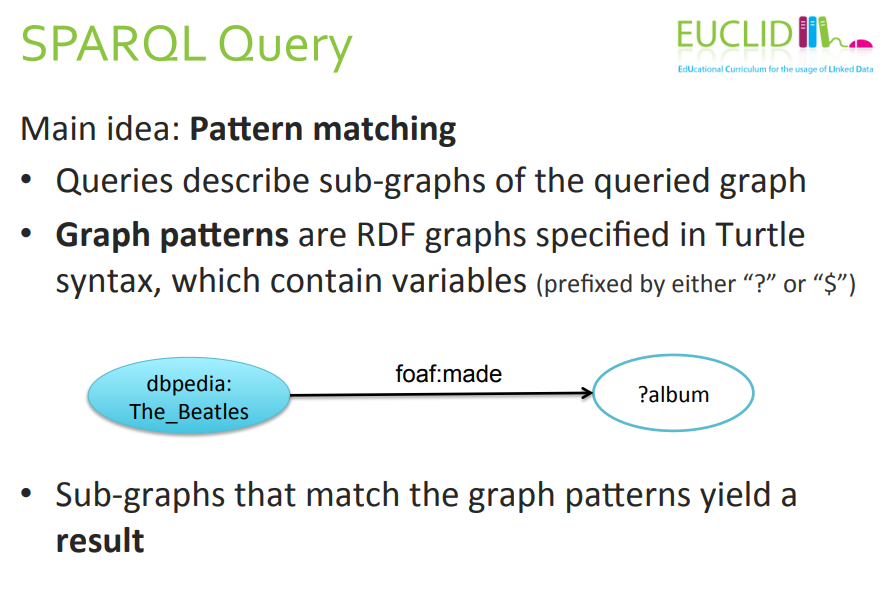 SPARQL Query
EUCLID
EdUcational Curriculum for the usage of LInked Data
Main idea: Pattern matching
• Queries describe sub-graphs of the queried graph
• Graph patterns are RDF graphs specified in Turtle
syntax, which contain variables (prefixed by either “?” or “$”)
foaf:made
dbpedia:
The_Beatles
?album
• Sub-graphs that match the graph patterns yield a
result